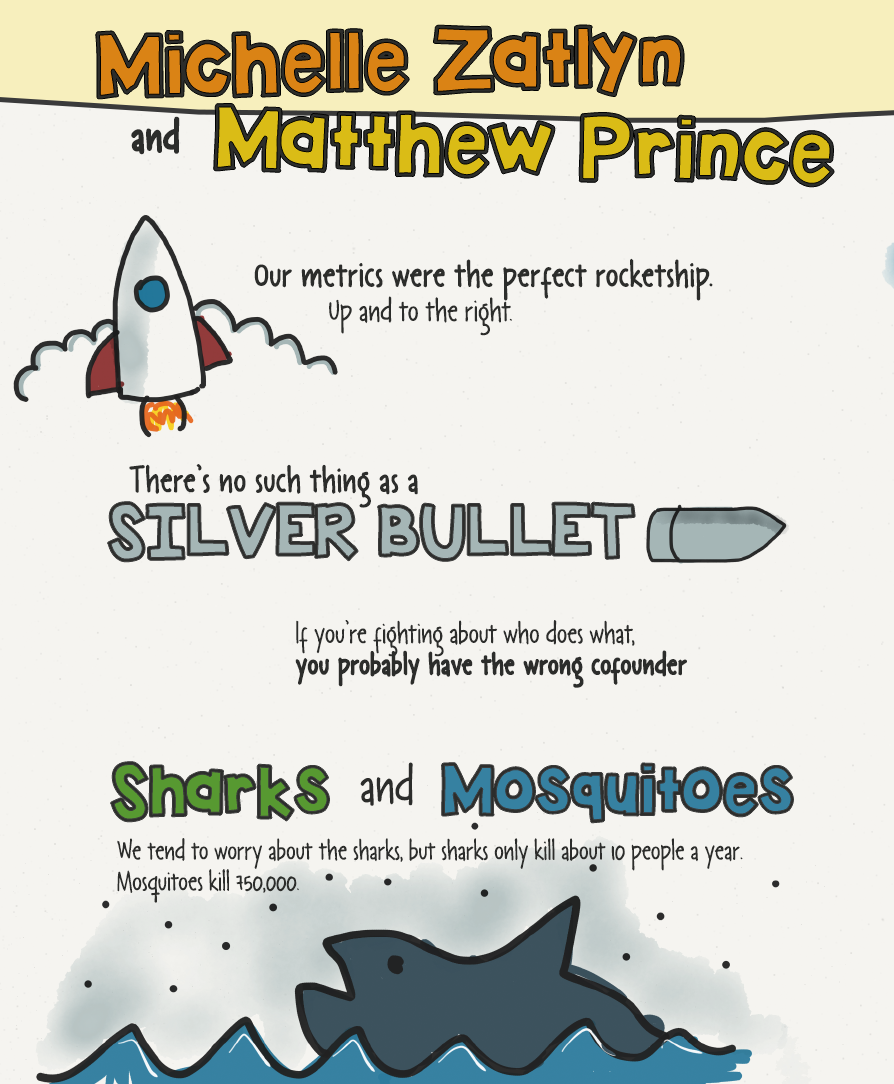 Michelle Zatlyn
and Matthew Prince
Our metrics were the perfect rocketship.
Up and to the right.
There's no such thing as a
SILVER BULLET
If you're fighting about who does what,
you probably have the wrong cofounder
Sharks and Mosquitoes
We tend to worry about the sharks, but sharks only kill about 10 people a year.
Mosquitoes kill 750,000.